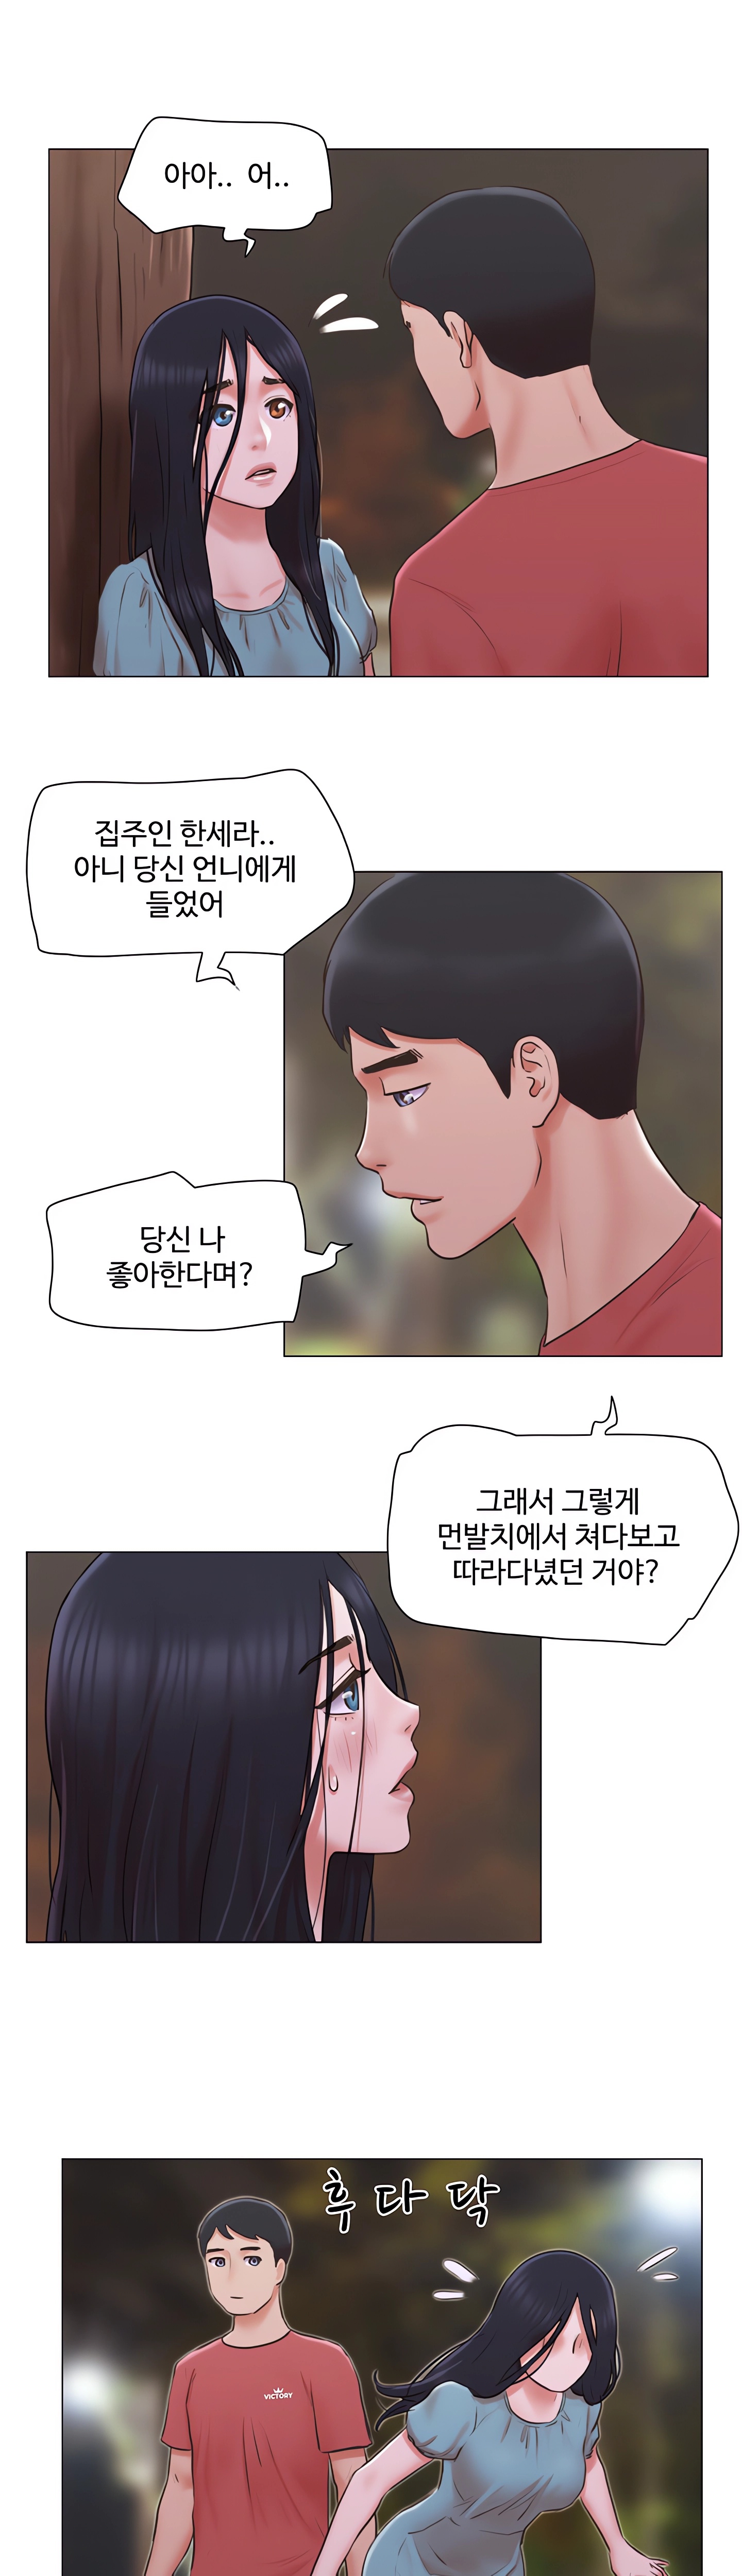 아아.. 어..
집주인 한세라..
아니 당신 언니에게
들었어
당신 나
좋아한다며?
그래서 그렇게
먼발치에서 쳐다보고
따라다녔던 거야?
후다닥
VICTORY